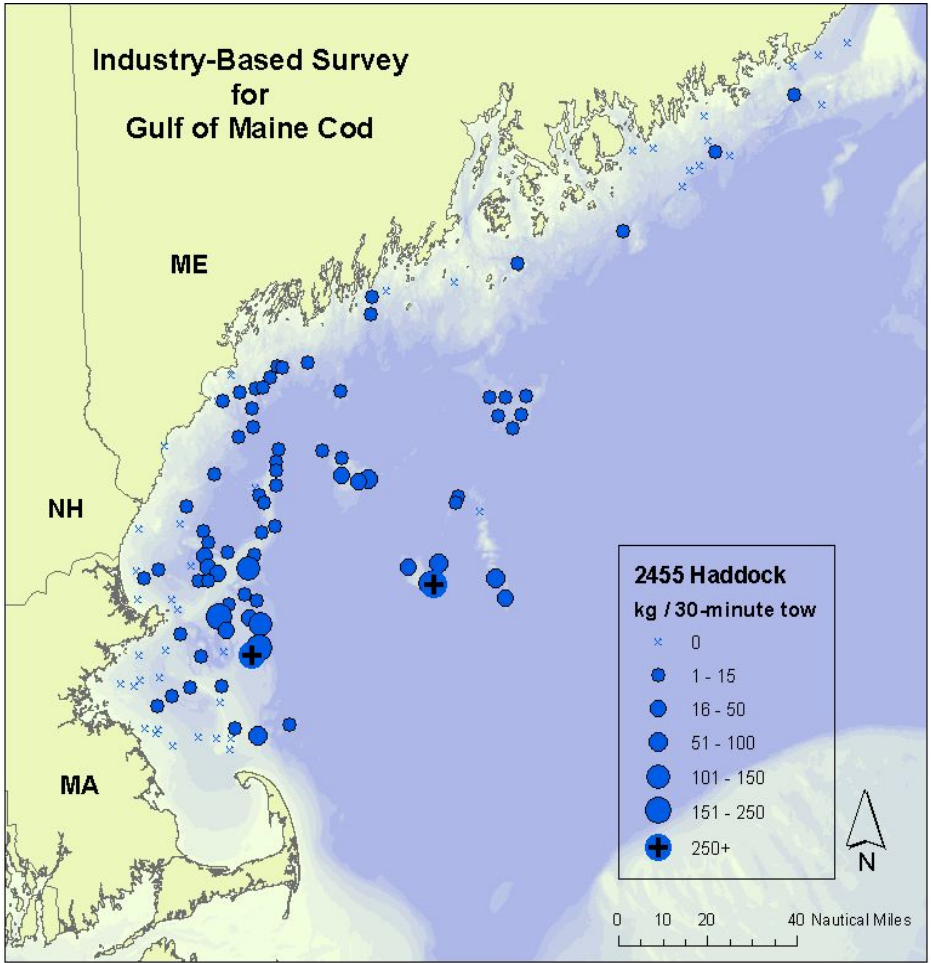 Industry-Based Survey
for
Gulf of Maine Cod
ME
NH
MA
2455 Haddock
kg / 30-minute tow
0
1 - 15
16 - 50
51 - 100
101 - 150
151 - 250
250+
N
0 10 20 40 Nautical Miles